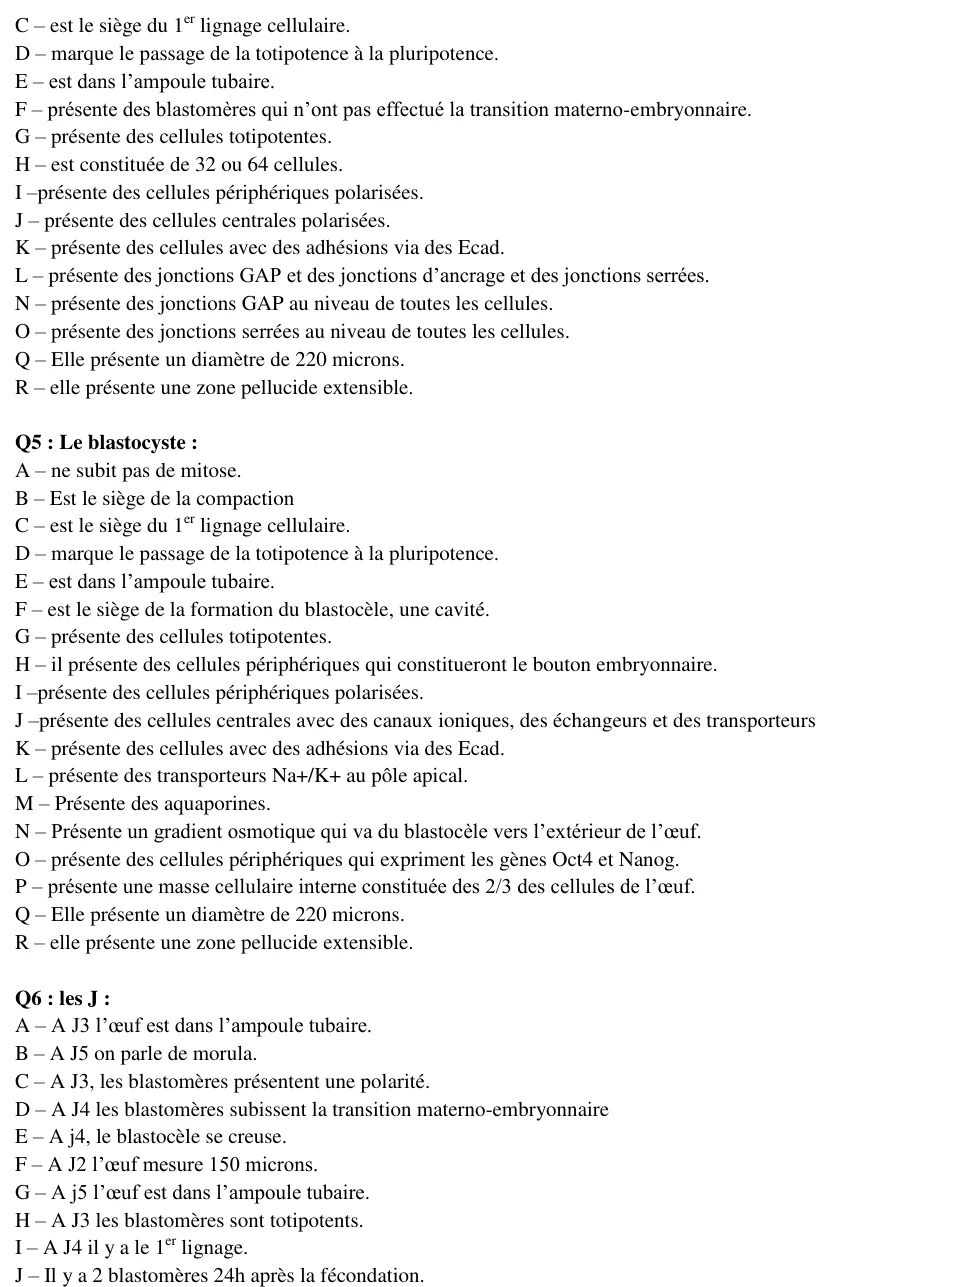 C – est le siège du 1er lignage cellulaire.
D – marque le passage de la totipotence à la pluripotence.
E – est dans l’ampoule tubaire.
F – présente des blastomères qui n’ont pas effectué la transition materno-embryonnaire.
G – présente des cellules totipotentes.
H – est constituée de 32 ou 64 cellules.
I –présente des cellules périphériques polarisées.
J – présente des cellules centrales polarisées.
K – présente des cellules avec des adhésions via des Ecad.
L – présente des jonctions GAP et des jonctions d’ancrage et des jonctions serrées.
N – présente des jonctions GAP au niveau de toutes les cellules.
O – présente des jonctions serrées au niveau de toutes les cellules.
Q – Elle présente un diamètre de 220 microns.
R – elle présente une zone pellucide extensible.
Q5 : Le blastocyste :
A – ne subit pas de mitose.
B – Est le siège de la compaction
C – est le siège du 1er lignage cellulaire.
D – marque le passage de la totipotence à la pluripotence.
E – est dans l’ampoule tubaire.
F – est le siège de la formation du blastocèle, une cavité.
G – présente des cellules totipotentes.
H – il présente des cellules périphériques qui constitueront le bouton embryonnaire.
I –présente des cellules périphériques polarisées.
J –présente des cellules centrales avec des canaux ioniques, des échangeurs et des transporteurs
K – présente des cellules avec des adhésions via des Ecad.
L – présente des transporteurs Na+/K+ au pôle apical.
M – Présente des aquaporines.
N – Présente un gradient osmotique qui va du blastocèle vers l’extérieur de l’œuf.
O – présente des cellules périphériques qui expriment les gènes Oct4 et Nanog.
P – présente une masse cellulaire interne constituée des 2/3 des cellules de l’œuf.
Q – Elle présente un diamètre de 220 microns.
R – elle présente une zone pellucide extensible.
Q6 : les J :
A – A J3 l’œuf est dans l’ampoule tubaire.
B – A J5 on parle de morula.
C – A J3, les blastomères présentent une polarité.
D – A J4 les blastomères subissent la transition materno-embryonnaire
E – A j4, le blastocèle se creuse.
F – A J2 l’œuf mesure 150 microns.
G – A j5 l’œuf est dans l’ampoule tubaire.
H – A J3 les blastomères sont totipotents.
I – A J4 il y a le 1er lignage.
J – Il y a 2 blastomères 24h après la fécondation.